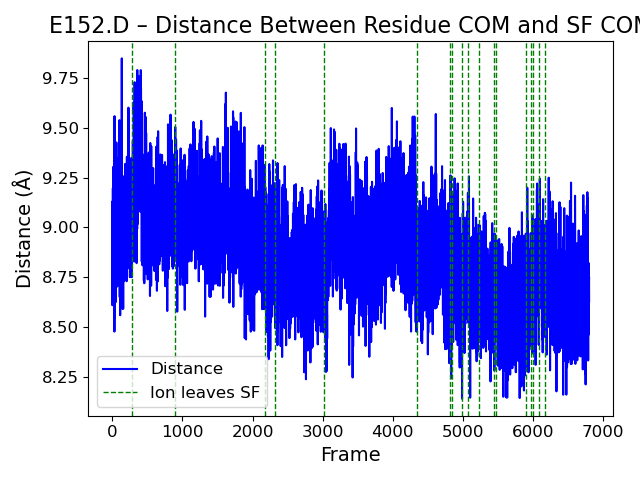 E152.D – Distance Between Residue COM and SF COM
9.75
9.50
9.25
9.00
8.75
8.50
8.25
Distance (Å)
Distance
Ion leaves SF
0 1000 2000 3000 4000 5000 6000 7000
Frame